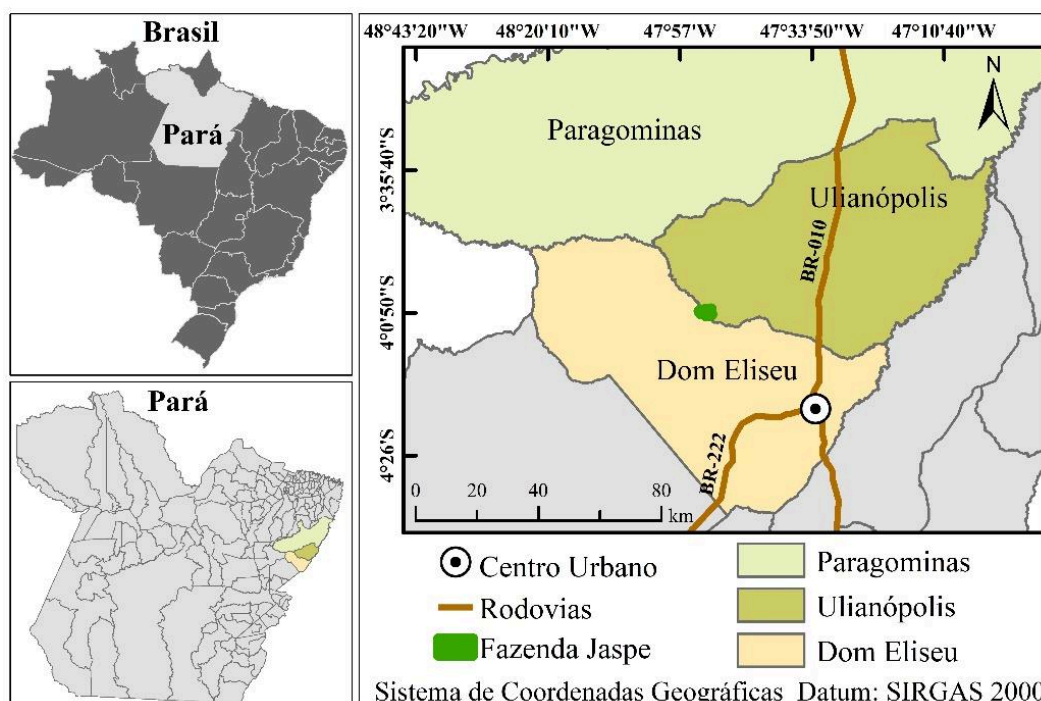 Brasil
Pará
Pará
48°43'20"W 48°20'10"W 47°57'W 47°33'50"W 47°10'40"W
3°35'40"S
4°0'50"S
4°26'S
N
Paragominas
Ulianópolis
BR-010
Dom Eliseu
BR-222
0 20 40 80
km
Centro Urbano
Rodovias
Fazenda Jaspe
Paragominas
Ulianópolis
Dom Eliseu
Sistema de Coordenadas Geográficas Datum: SIRGAS 2000